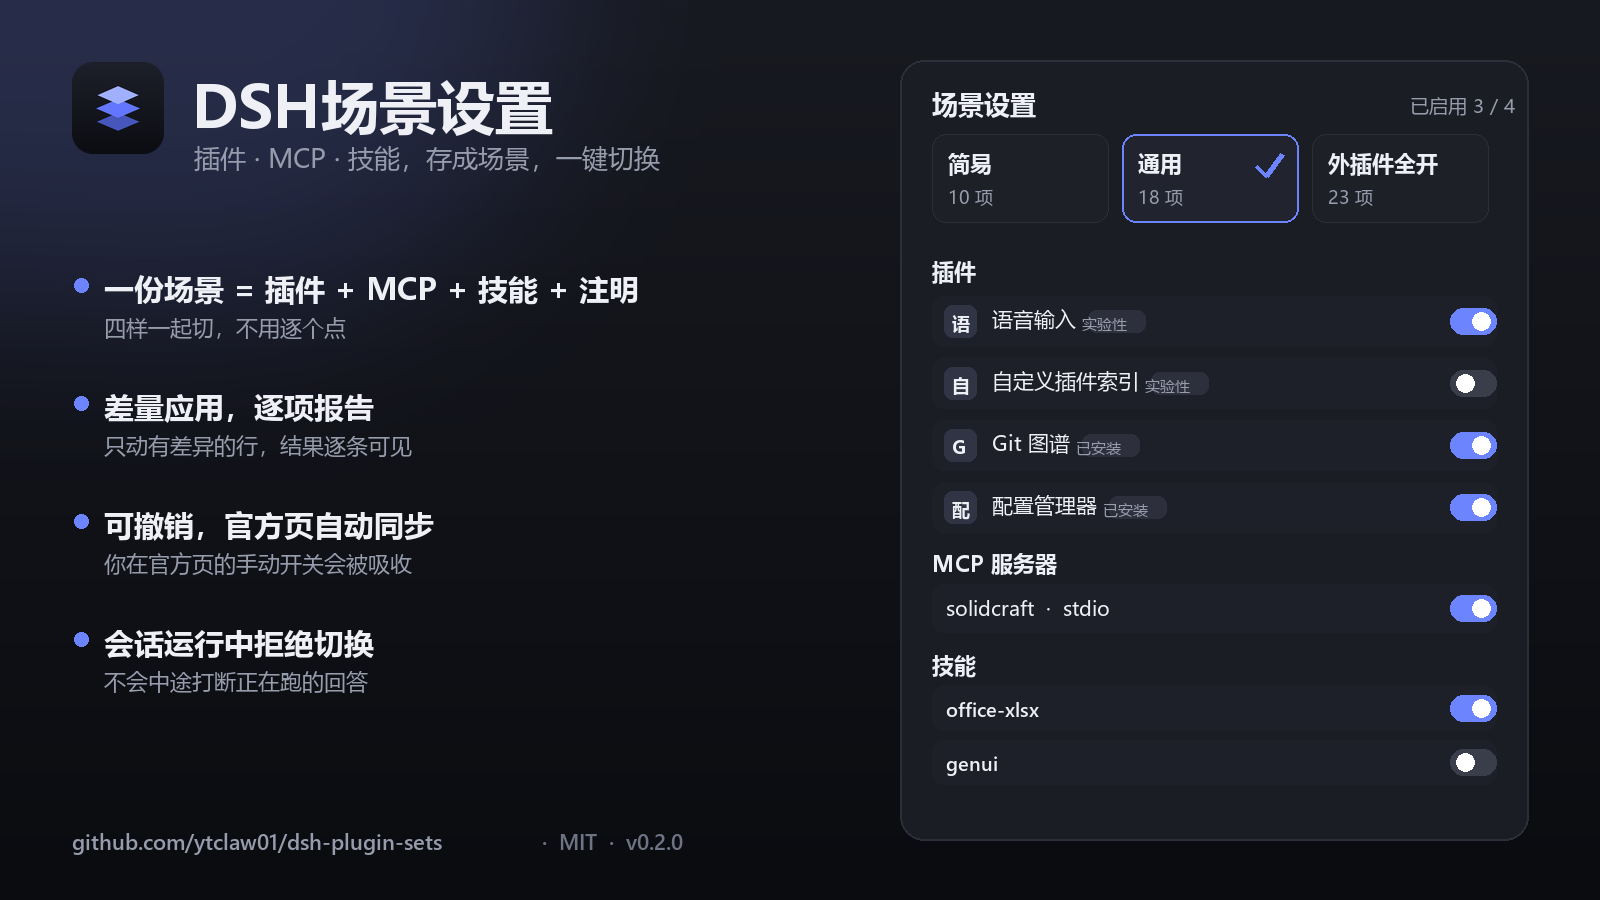 DSH场景设置
插件 · MCP · 技能，存成场景，一键切换
一份场景 = 插件 + MCP + 技能 + 注明
四样一起切，不用逐个点
差量应用，逐项报告
只动有差异的行，结果逐条可见
可撤销，官方页自动同步
你在官方页的手动开关会被吸收
会话运行中拒绝切换
不会中途打断正在跑的回答
github.com/ytclaw01/dsh-plugin-sets · MIT · v0.2.0
场景设置 已启用 3 / 4
简易 通用 外插件全开
10 项 18 项 23 项
插件
语 语音输入 实验性
自 自定义插件索引 实验性
G Git 图谱 已安装
配 配置管理器 已安装
MCP 服务器
solidcraft · stdio
技能
office-xlsx
genui